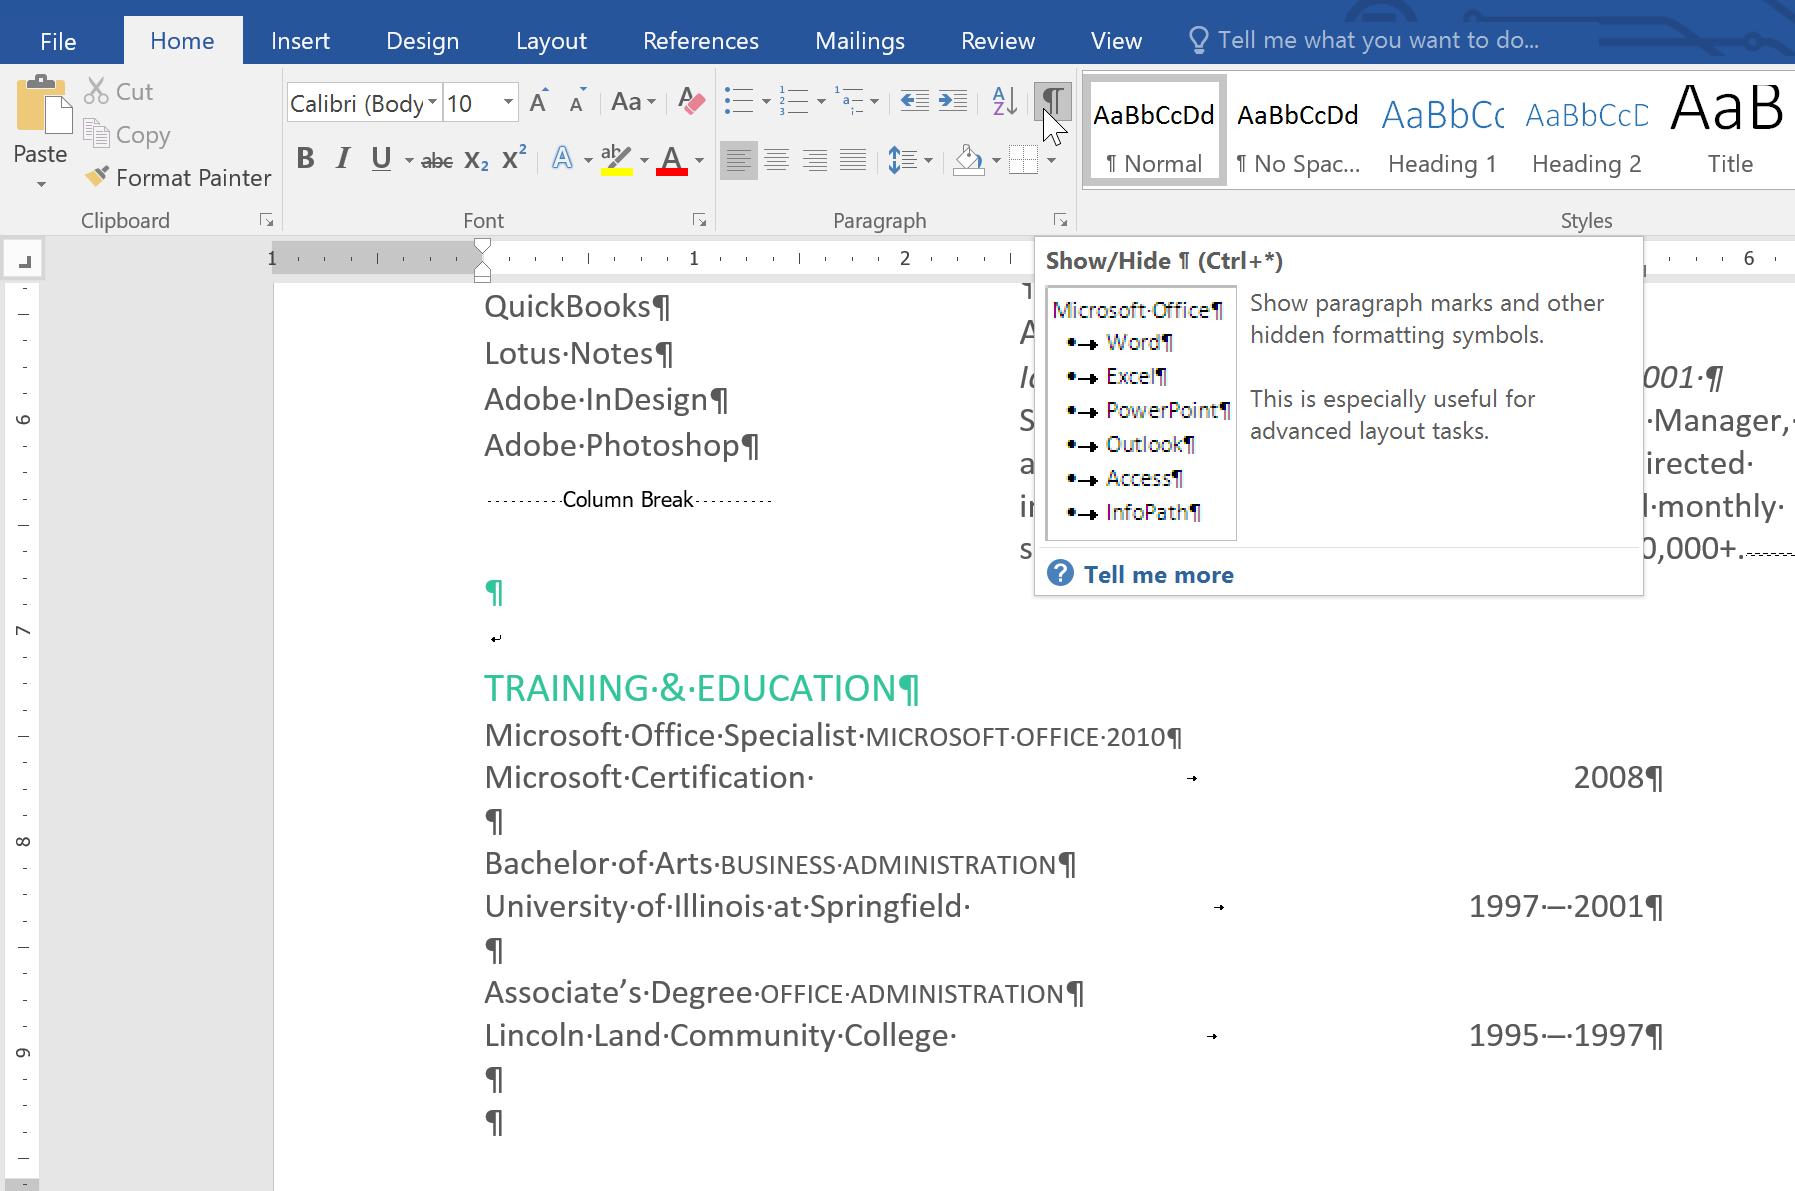 File Home Insert Design Layout References Mailings Review View Tell me what you want to do...
Paste
Cut
Copy
Format Painter
Clipboard
Calibri (Body 10
Font
Paragraph
AaBbCcDd AaBbCcDd AaBbCc AaBbCcD AaB
¶ Normal ¶ No Spac... Heading 1 Heading 2 Title
Styles
1 1 2 6
6
7
8
9
Show/Hide ¶ (Ctrl+*)
Microsoft·Office¶
•→ Word¶
•→ Excel¶
•→ PowerPoint¶
•→ Outlook¶
•→ Access¶
•→ InfoPath¶
Show paragraph marks and other
hidden formatting symbols.
This is especially useful for
advanced layout tasks.
Tell me more
QuickBooks¶
Lotus·Notes¶
Adobe·InDesign¶
Adobe·Photoshop¶
Column Break
001·¶
·Manager,·
irected·
monthly·
0,000+.
¶
↵
TRAINING·&·EDUCATION¶
Microsoft·Office·Specialist·MICROSOFT·OFFICE·2010¶
Microsoft·Certification· → 2008¶
¶
Bachelor·of·Arts·BUSINESS·ADMINISTRATION¶
University·of·Illinois·at·Springfield· → 1997·–·2001¶
¶
Associate’s·Degree·OFFICE·ADMINISTRATION¶
Lincoln·Land·Community·College· → 1995·–·1997¶
¶
¶